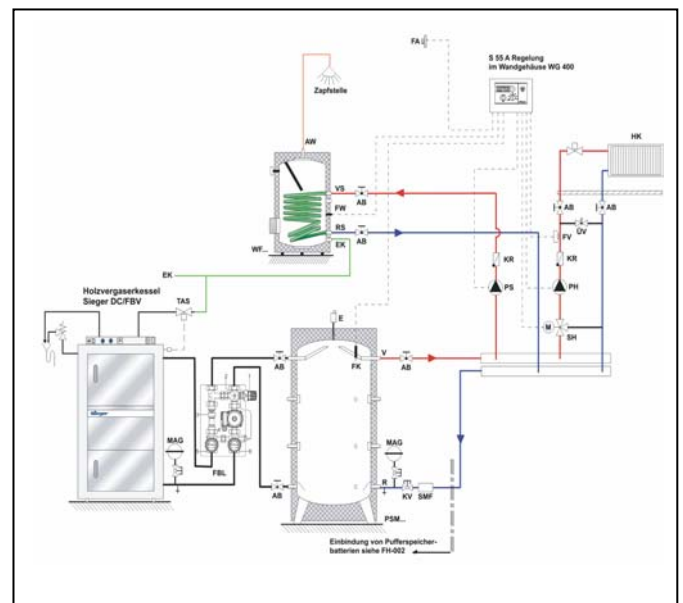 FA
S 55 A Regelung
im Wandgehäuse WG 400
Zapfstelle
HK
AW
VS
AB
FW
RS
AB
EK
WF...
AB
AB
ÜV
FV
KR
KR
EK
Holzvergaserkessel
Sieger DC/FBV
TAS
PS
PH
M
SH
E
AB
FK
V
AB
Sieger
MAG
FBL
MAG
AB
R
KV
SMF
PSM...
Einbindung von Pufferspeicher-
batterien siehe FH-002